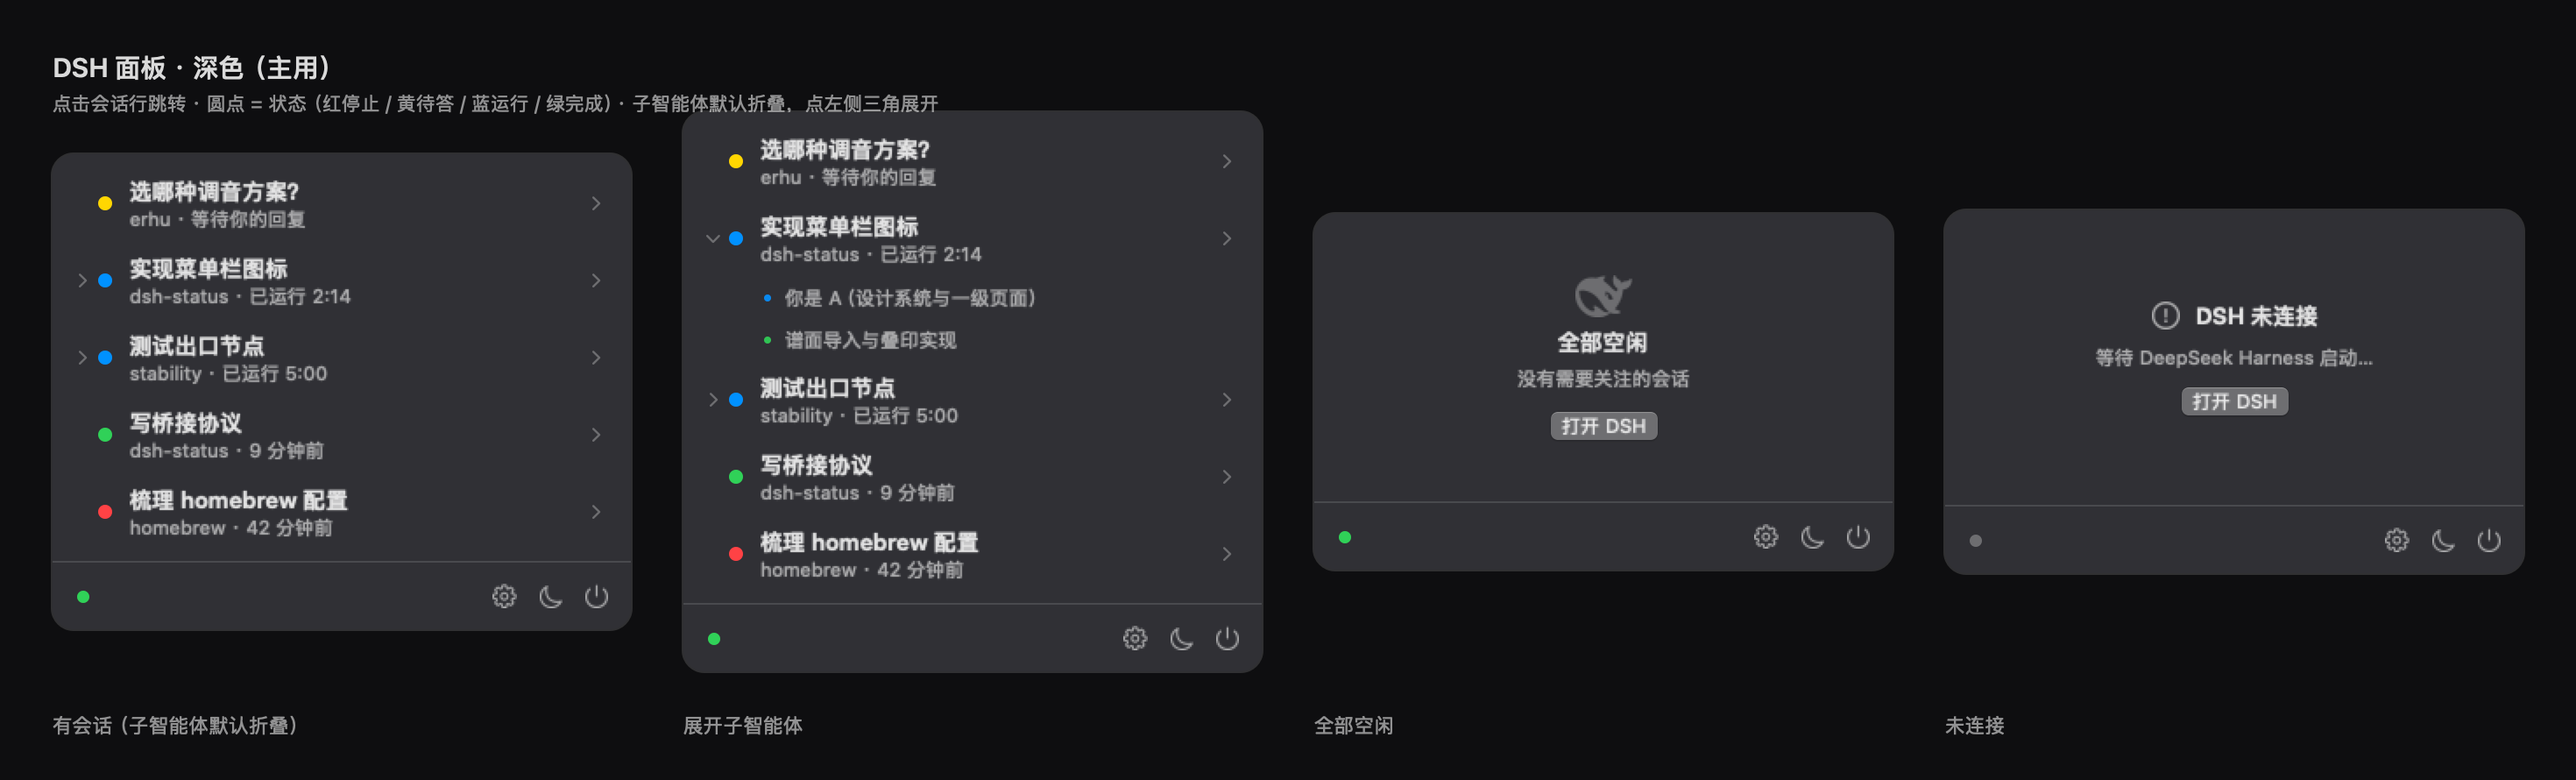 DSH 面板 · 深色（主用）
点击会话行跳转 · 圆点 = 状态（红停止 / 黄待答 / 蓝运行 / 绿完成）· 子智能体默认折叠，点左侧三角展开
选哪种调音方案？
erhu · 等待你的回复
实现菜单栏图标
dsh-status · 已运行 2:14
测试出口节点
stability · 已运行 5:00
写桥接协议
dsh-status · 9 分钟前
梳理 homebrew 配置
homebrew · 42 分钟前
有会话（子智能体默认折叠）
选哪种调音方案？
erhu · 等待你的回复
实现菜单栏图标
dsh-status · 已运行 2:14
你是 A（设计系统与一级页面）
谱面导入与叠印实现
测试出口节点
stability · 已运行 5:00
写桥接协议
dsh-status · 9 分钟前
梳理 homebrew 配置
homebrew · 42 分钟前
展开子智能体
全部空闲
没有需要关注的会话
打开 DSH
全部空闲
DSH 未连接
等待 DeepSeek Harness 启动...
打开 DSH
未连接